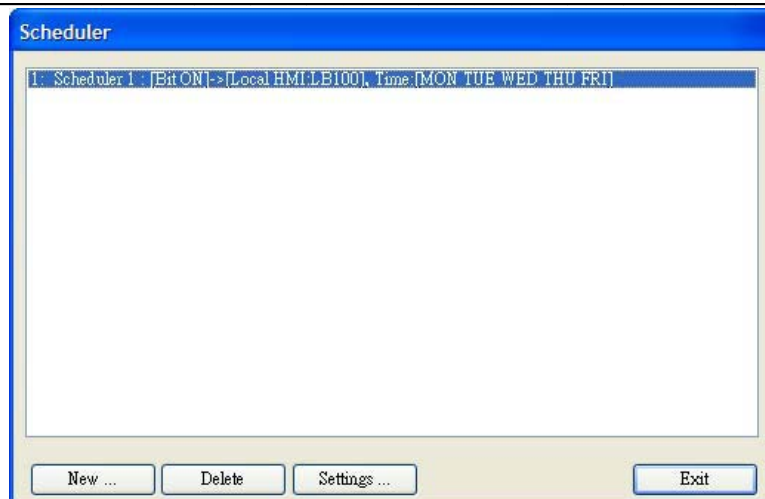 Scheduler
1: Scheduler 1 : [Bit ON]->[Local HMI:LB100], Time:[MON TUE WED THU FRI]
New ... Delete Settings ... Exit